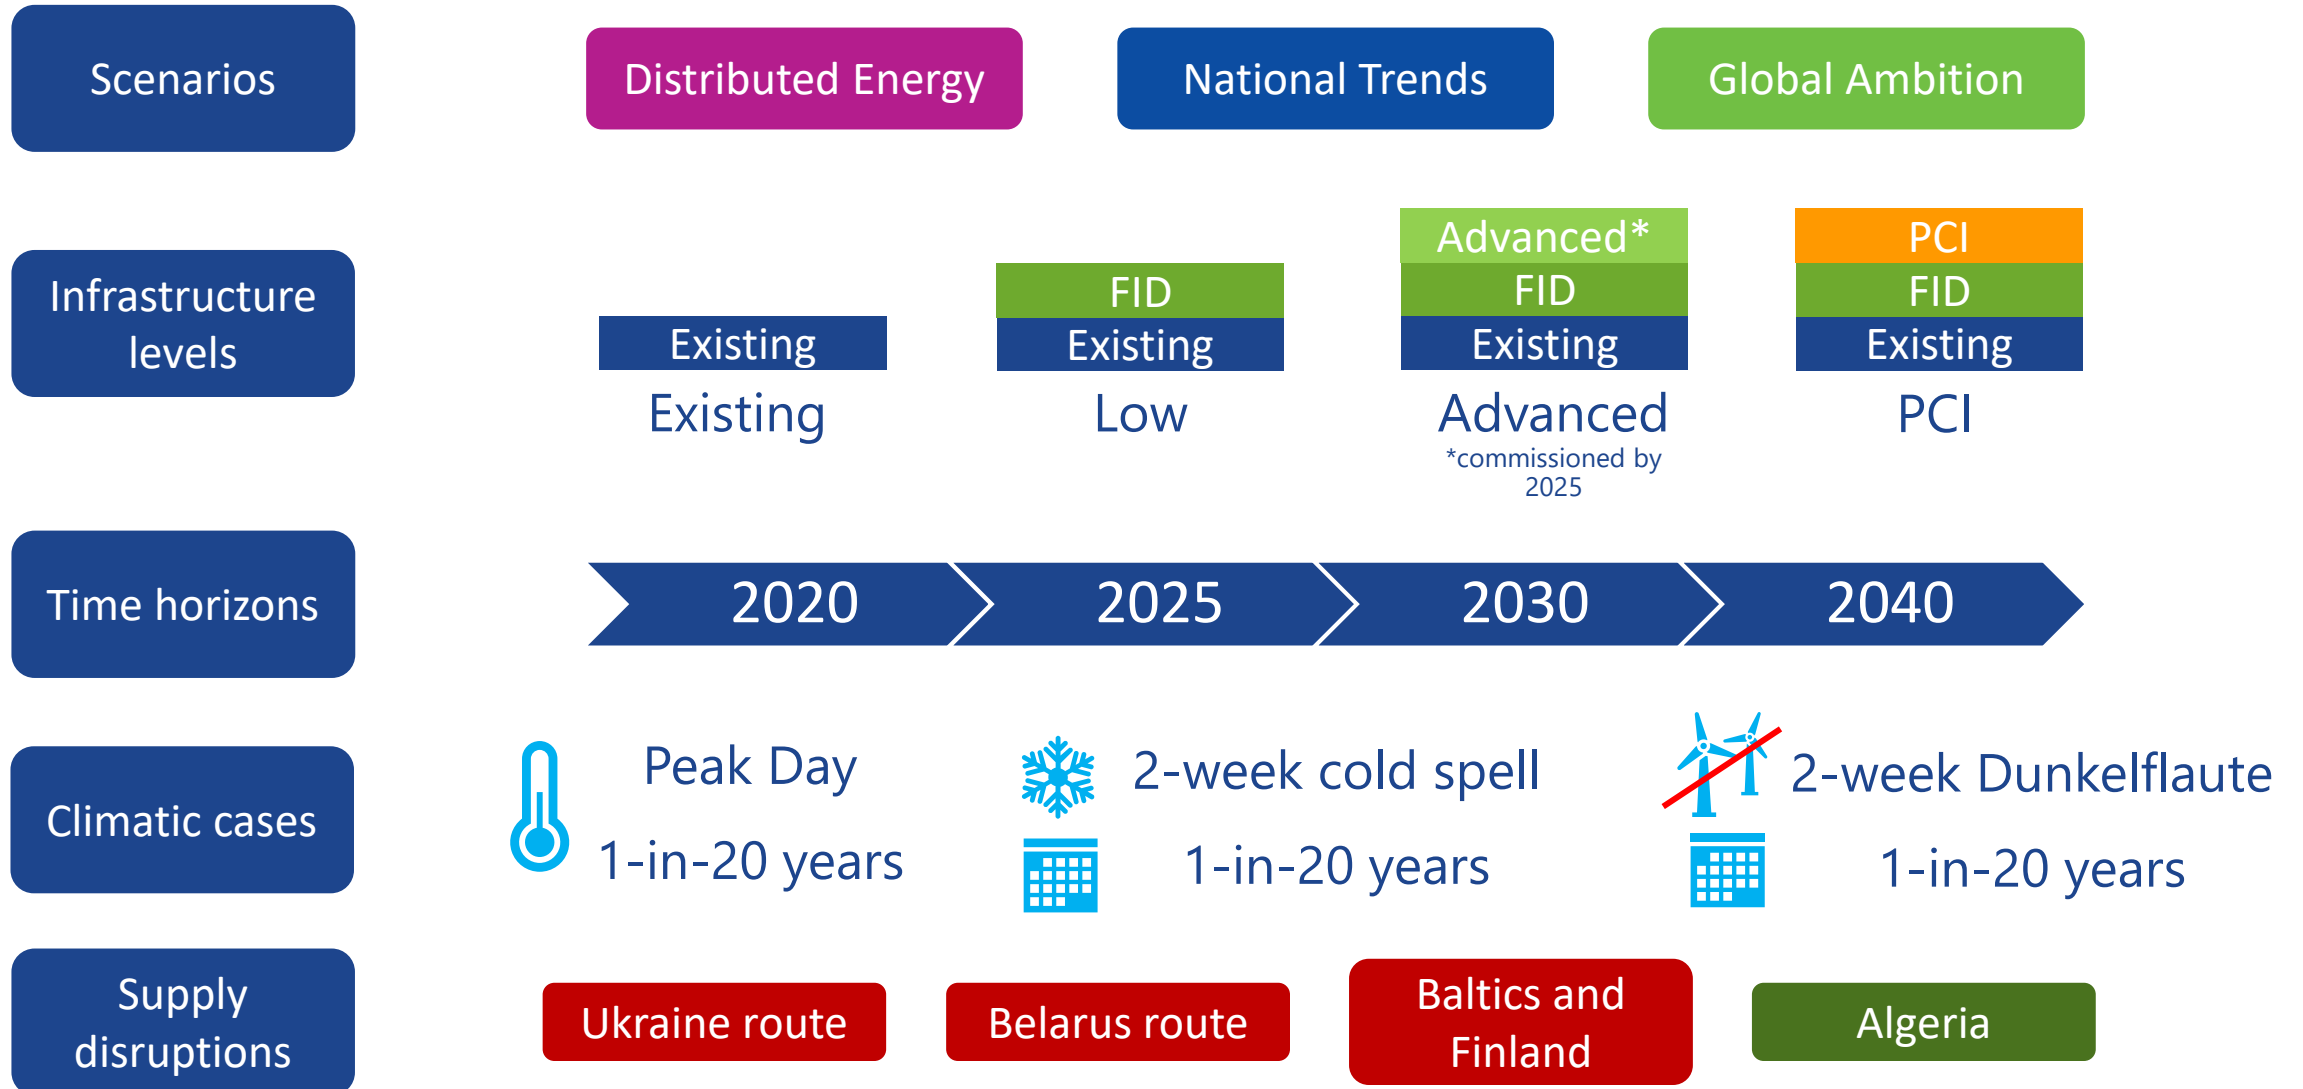 Scenarios
Distributed Energy
National Trends
Global Ambition
Infrastructure
levels
Existing
Existing
FID
Existing
Low
Advanced*
FID
Existing
Advanced
*commissioned by
2025
PCI
FID
Existing
PCI
Time horizons
2020
2025
2030
2040
Climatic cases
Peak Day
1-in-20 years
2-week cold spell
1-in-20 years
2-week Dunkelflaute
1-in-20 years
Supply
disruptions
Ukraine route
Belarus route
Baltics and
Finland
Algeria